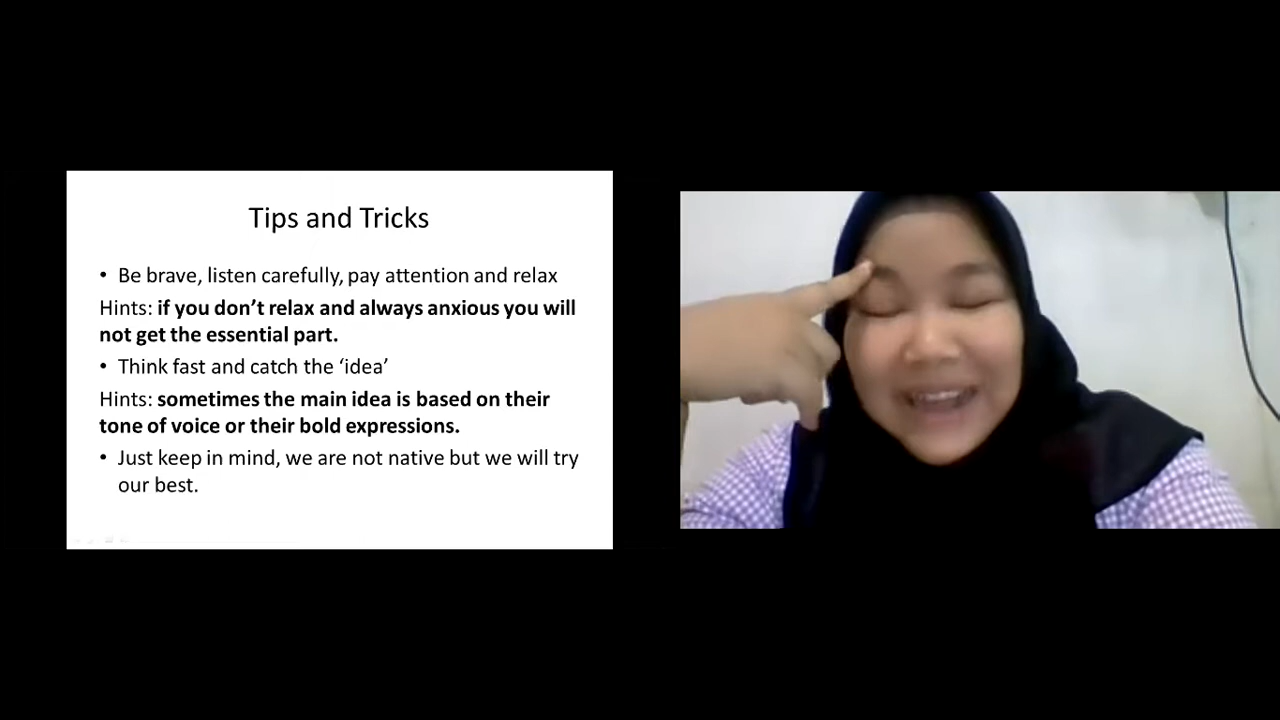 Tips and Tricks
• Be brave, listen carefully, pay attention and relax
Hints: if you don’t relax and always anxious you will
not get the essential part.
• Think fast and catch the ‘idea’
Hints: sometimes the main idea is based on their
tone of voice or their bold expressions.
• Just keep in mind, we are not native but we will try
our best.